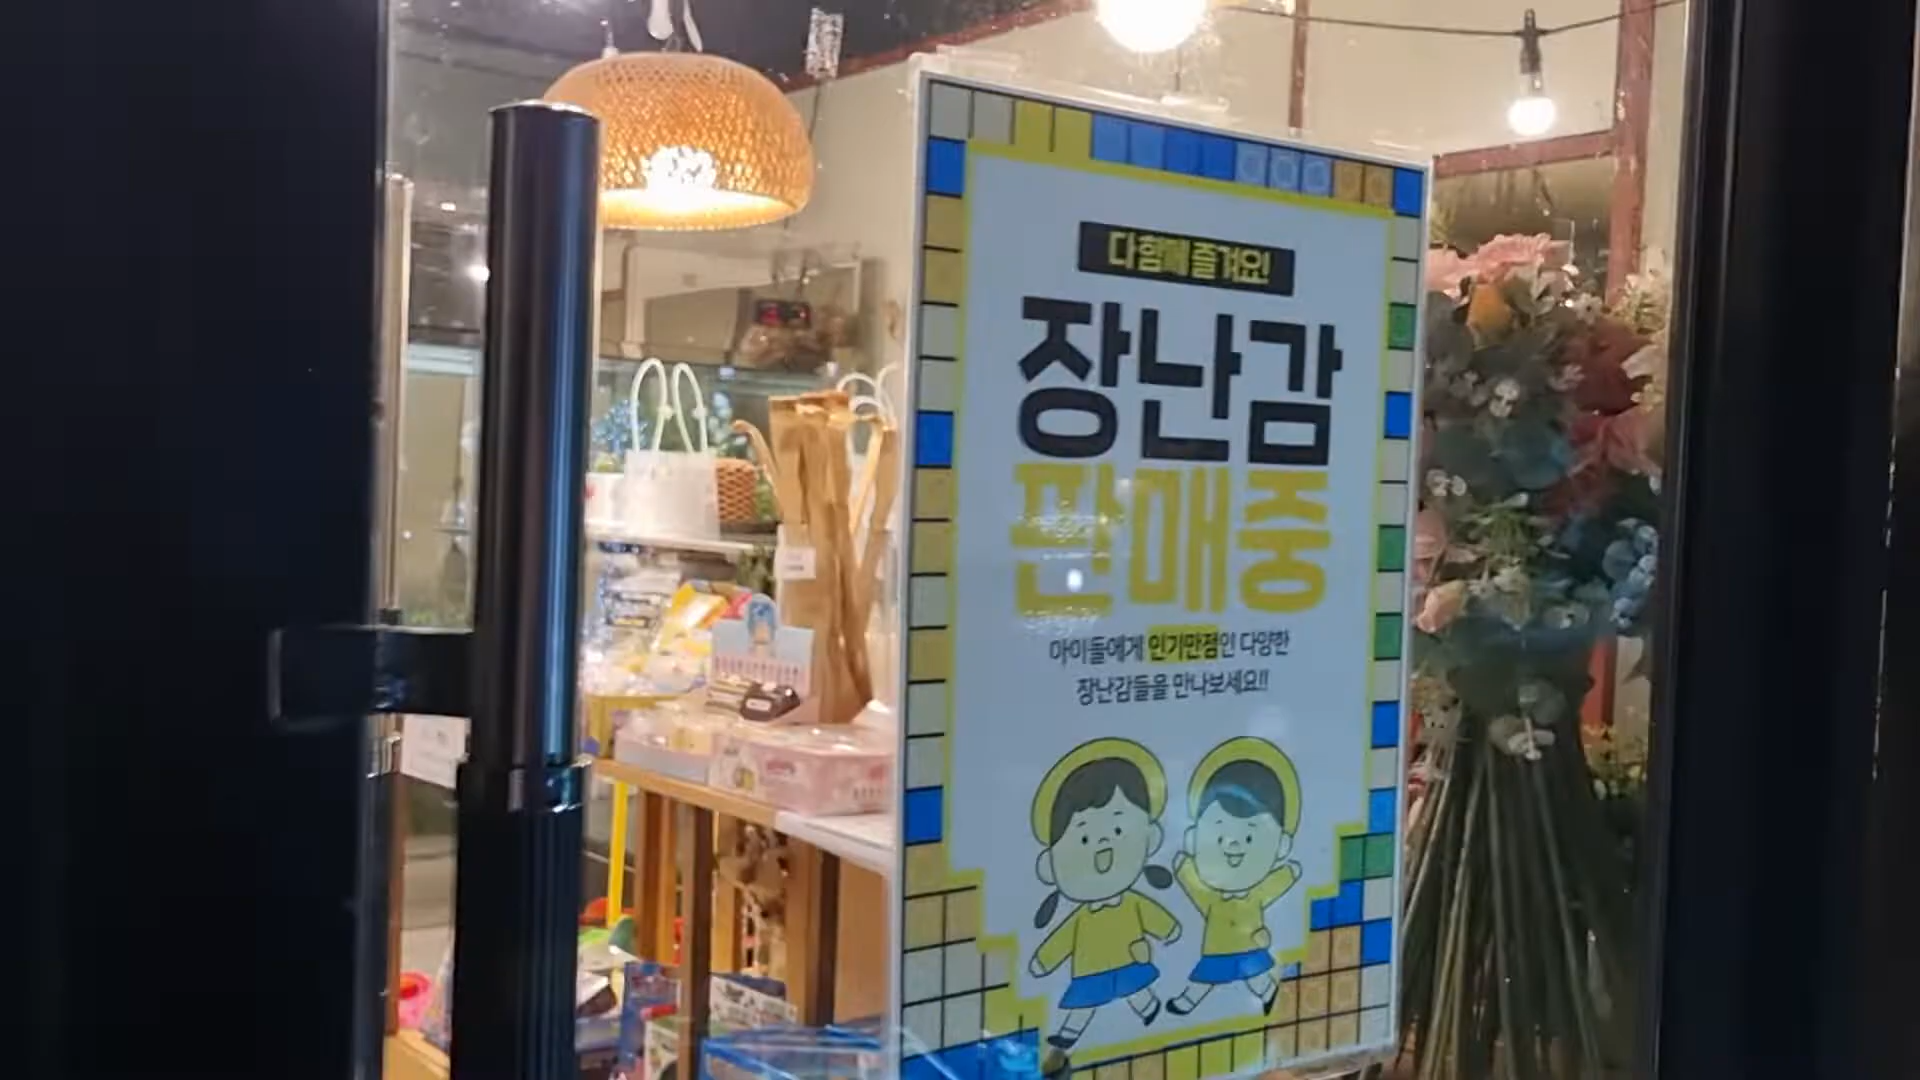 다함께 즐겨요!
장난감
판매중
아이들에게 인기만점인 다양한
장난감들을 만나보세요!!